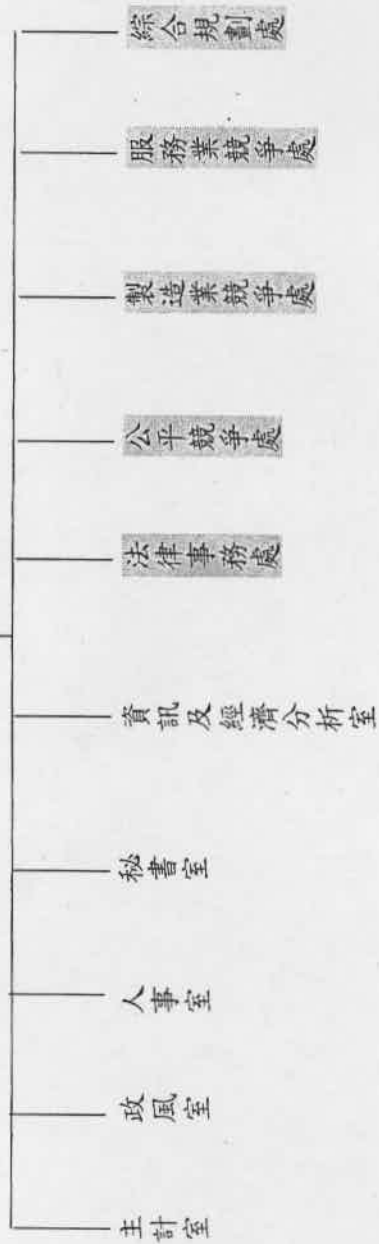 綜合規劃處
服務業競爭處
製造業競爭處
公平競爭處
法律事務處
資訊及經濟分析室
秘書室
人事室
政風室
主計室